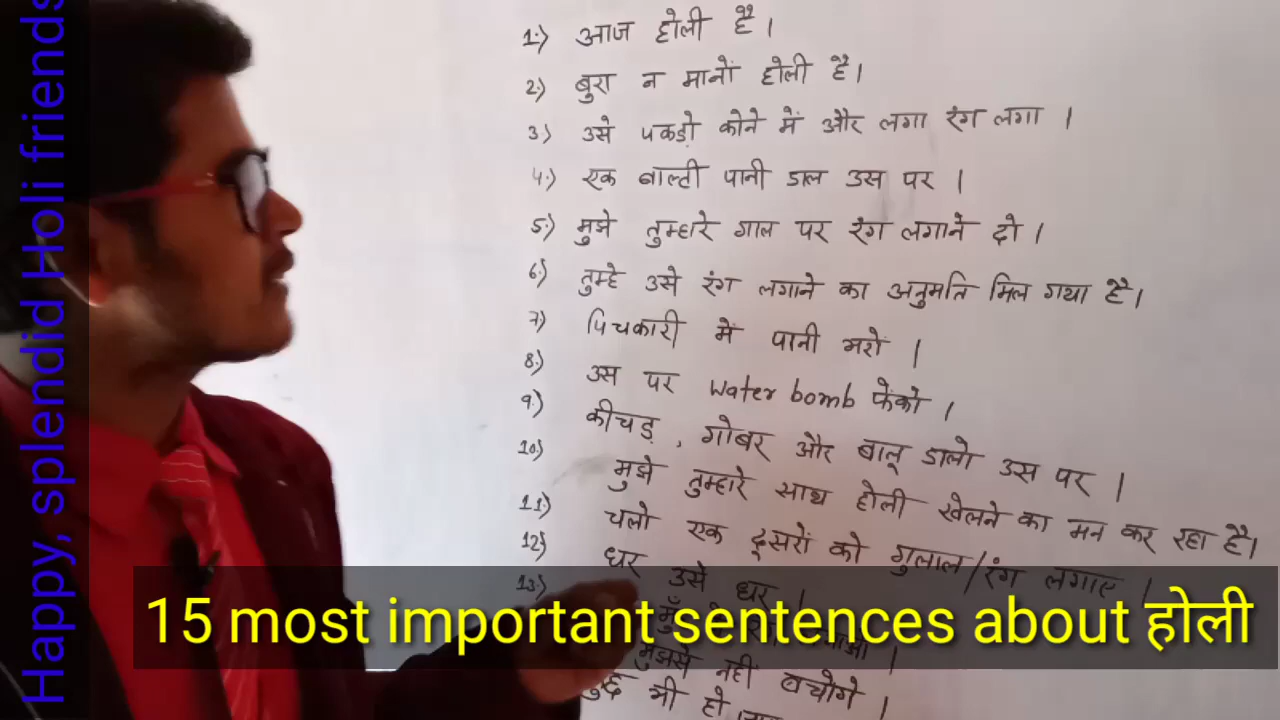 Happy, splendid Holi friends
1:) आज होली है ।
2:) बुरा न मानों होली है ।
3) उसे पकड़ो कोने में और लगा रंग लगा ।
4:) एक बाल्टी पानी डाल उस पर ।
5:) मुझे तुम्हारे गाल पर रंग लगाने दो ।
6:) तुम्हे उसे रंग लगाने का अनुमति मिल गया है ।
7) पिचकारी में पानी भरो ।
8:) उस पर water bomb फेंको ।
9:) कीचड़ , गोबर और बालू डालो उस पर ।
10:) मुझे तुम्हारे साथ होली खेलने का मन कर रहा है ।
11:) चलो एक दूसरों को गुलाल/रंग लगाए ।
12) धर उसे धर ।
13:)
15 most important sentences about होली
मुझसे नहीं बचोगे ।
भी हो